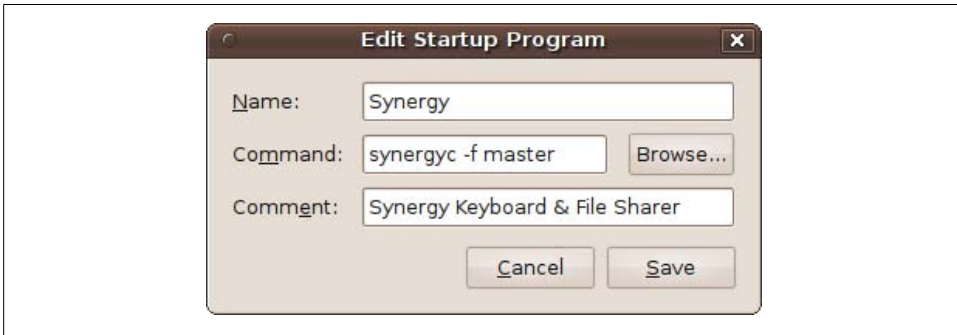 Edit Startup Program
Name: Synergy
Command: synergyc -f master Browse...
Comment: Synergy Keyboard & File Sharer
Cancel Save